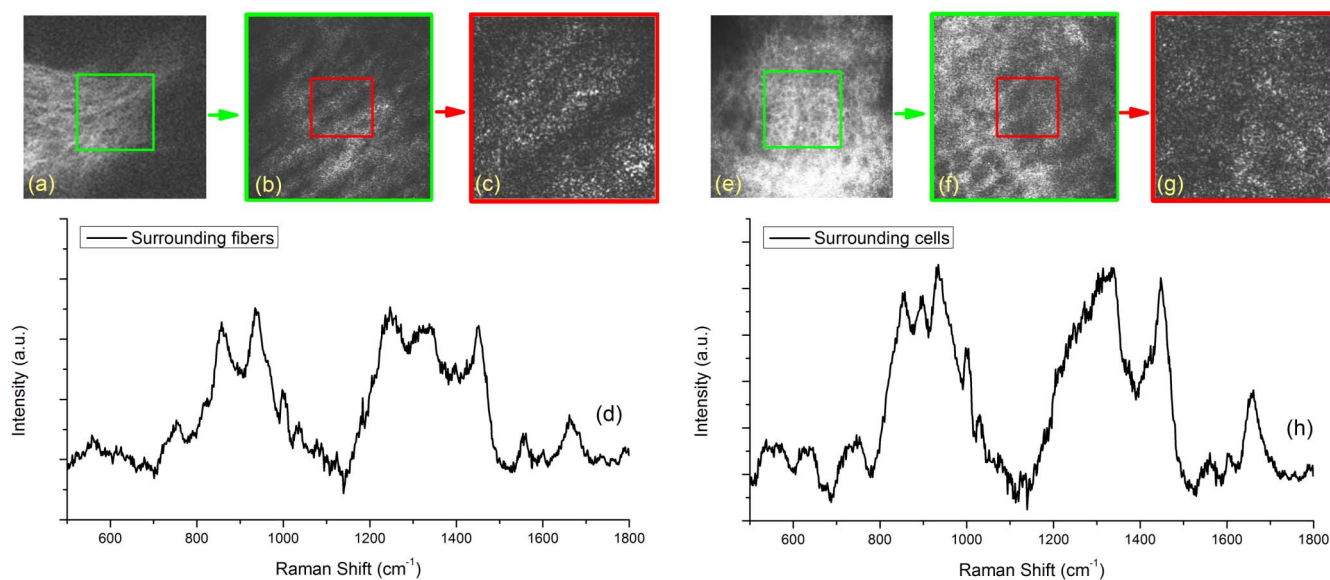 (a)
(b)
(c)
(e)
(f)
(g)
Surrounding fibers
Intensity (a.u.)
(d)
600
800
1000
1200
1400
1600
1800
Raman Shift (cm⁻¹)
Surrounding cells
Intensity (a.u.)
(h)
600
800
1000
1200
1400
1600
1800
Raman Shift (cm⁻¹)